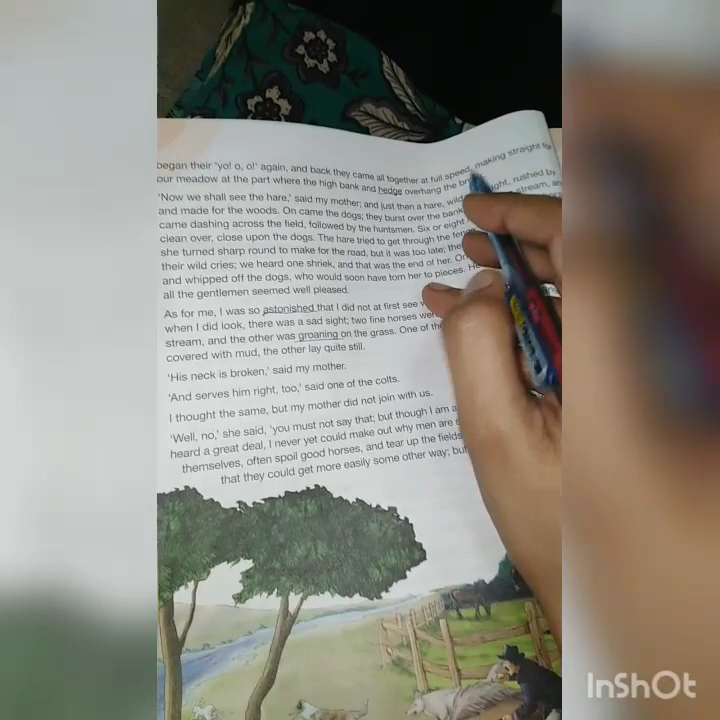 began their 'yo! o, o!' again, and back they came all together at full speed, making straight for
our meadow at the part where the high bank and hedge overhang the
'Now we shall see the hare,' said my mother; and just then a hare, wild rushed by
and made for the woods. On came the dogs; they burst over the bank stream,
came dashing across the field, followed by the huntsmen. Six or eight
clean over, close upon the dogs. The hare tried to get through the
she turned sharp round to make for the road, but it was too late;
their wild cries; we heard one shriek, and that was the end of her.
and whipped off the dogs, who would soon have torn her to pieces.
all the gentlemen seemed well pleased.
As for me, I was so astonished that I did not at first see
when I did look, there was a sad sight; two fine horses
stream, and the other was groaning on the grass. One of
covered with mud, the other lay quite still.
'His neck is broken,' said my mother.
'And serves him right, too,' said one of the colts.
I thought the same, but my mother did not join with us.
'Well, no,' she said, 'you must not say that; but though I am a
heard a great deal, I never yet could make out why men are
themselves, often spoil good horses, and tear up the fields
that they could get more easily some other way;
InShOt